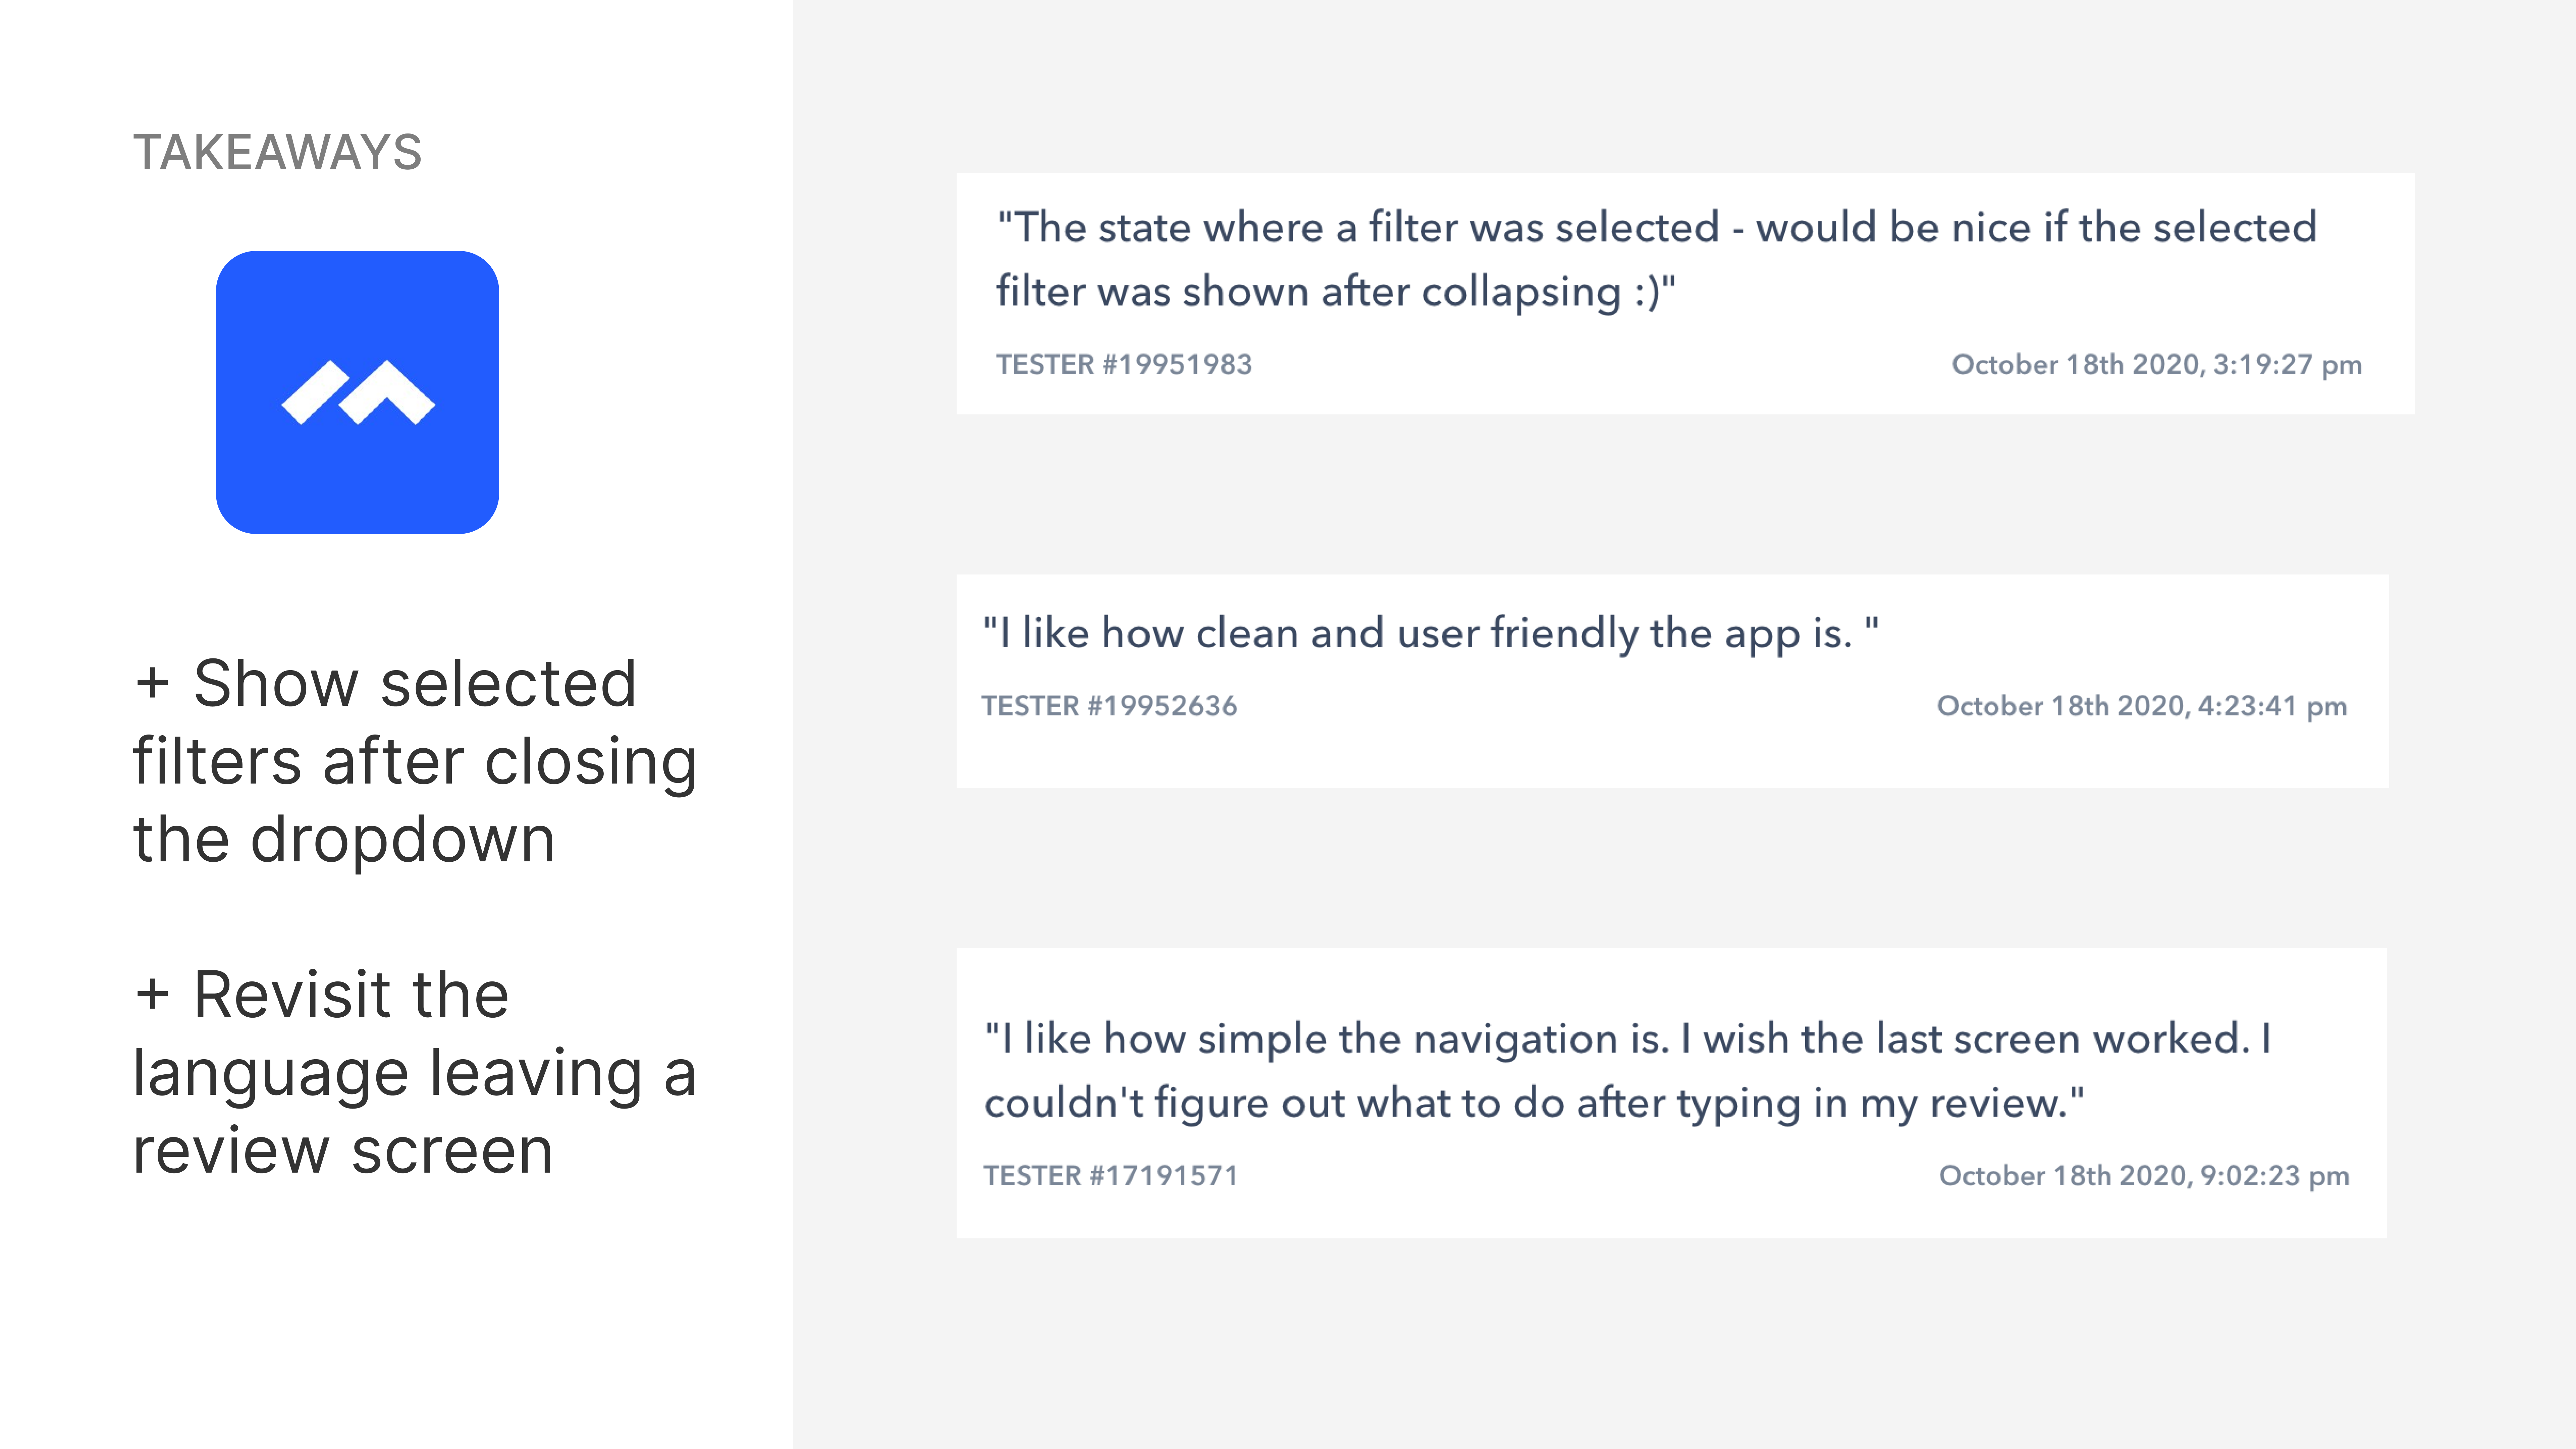 TAKEAWAYS
+ Show selected
filters after closing
the dropdown
+ Revisit the
language leaving a
review screen
"The state where a filter was selected - would be nice if the selected
filter was shown after collapsing :)"
TESTER #19951983 October 18th 2020, 3:19:27 pm
"I like how clean and user friendly the app is. "
TESTER #19952636 October 18th 2020, 4:23:41 pm
"I like how simple the navigation is. I wish the last screen worked. I
couldn't figure out what to do after typing in my review."
TESTER #17191571 October 18th 2020, 9:02:23 pm